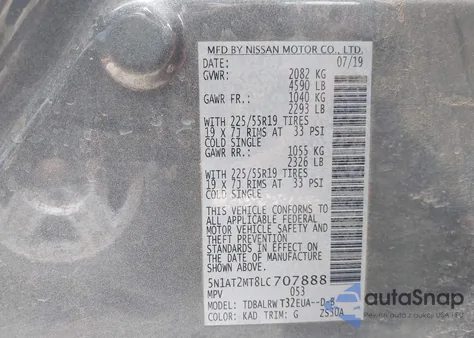 MFD BY NISSAN MOTOR CO., LTD.
DATE: 07/19
GVWR: 2082 KG
4590 LB
GAWR FR.: 1040 KG
2293 LB
WITH 225/55R19 TIRES
19 X 7J RIMS AT 33 PSI
COLD SINGLE
GAWR RR.: 1055 KG
2326 LB
WITH 225/55R19 TIRES
19 X 7J RIMS AT 33 PSI
COLD SINGLE
THIS VEHICLE CONFORMS TO
ALL APPLICABLE FEDERAL
MOTOR VEHICLE SAFETY AND
THEFT PREVENTION
STANDARDS IN EFFECT ON
THE DATE OF MANUFACTURE
SHOWN ABOVE.
5N1AT2MT8LC707888
MPV 053
MODEL: TDBALRW T32EUA--D-B
COLOR: KAD TRIM: G ZS30A
autoSnap